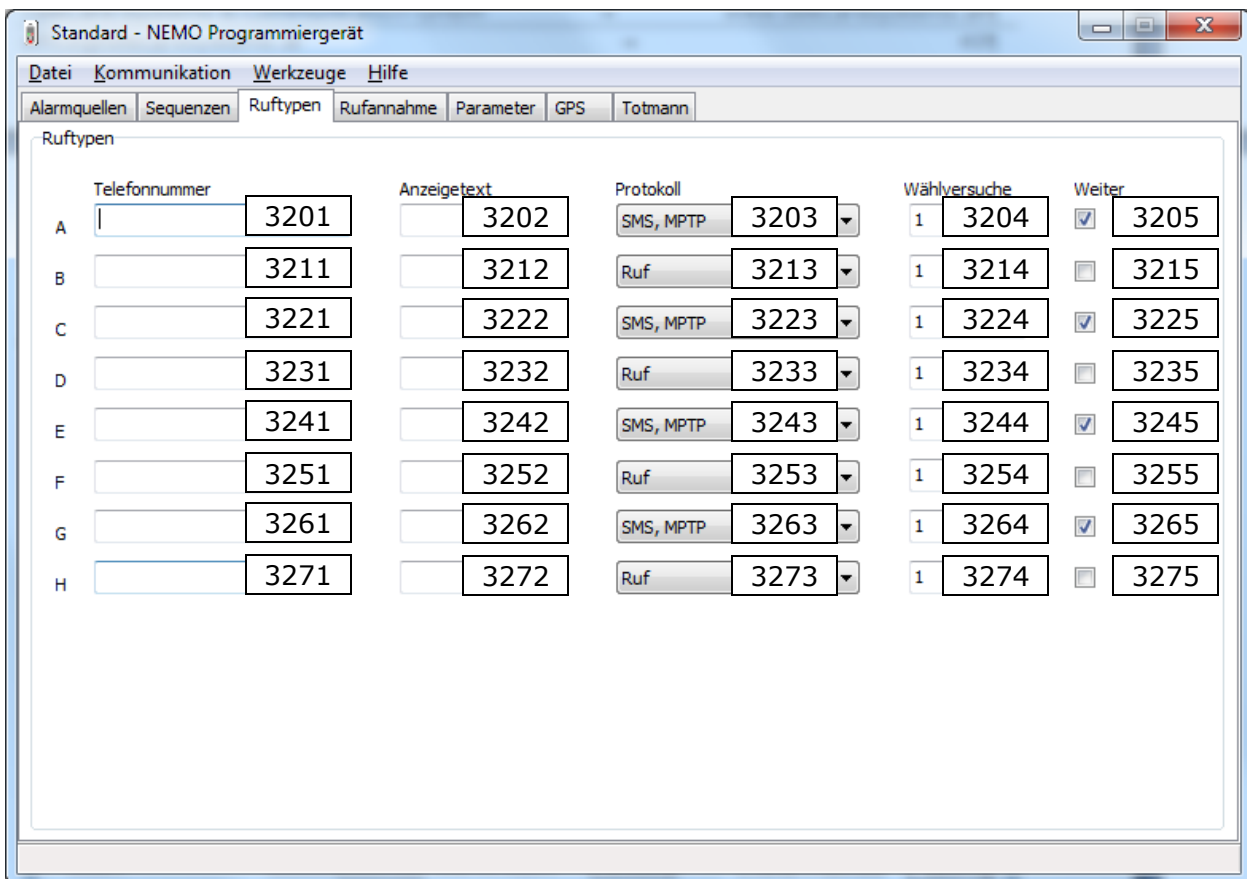 Standard - NEMO Programmiergerät
Datei Kommunikation Werkzeuge Hilfe
Alarmquellen Sequenzen Ruftypen Rufannahme Parameter GPS Totmann
Ruftypen
Telefonnummer Anzeigetext Protokoll Wählversuche Weiter
A 3201 3202 SMS, MPTP 3203 1 3204 3205
B 3211 3212 Ruf 3213 1 3214 3215
C 3221 3222 SMS, MPTP 3223 1 3224 3225
D 3231 3232 Ruf 3233 1 3234 3235
E 3241 3242 SMS, MPTP 3243 1 3244 3245
F 3251 3252 Ruf 3253 1 3254 3255
G 3261 3262 SMS, MPTP 3263 1 3264 3265
H 3271 3272 Ruf 3273 1 3274 3275